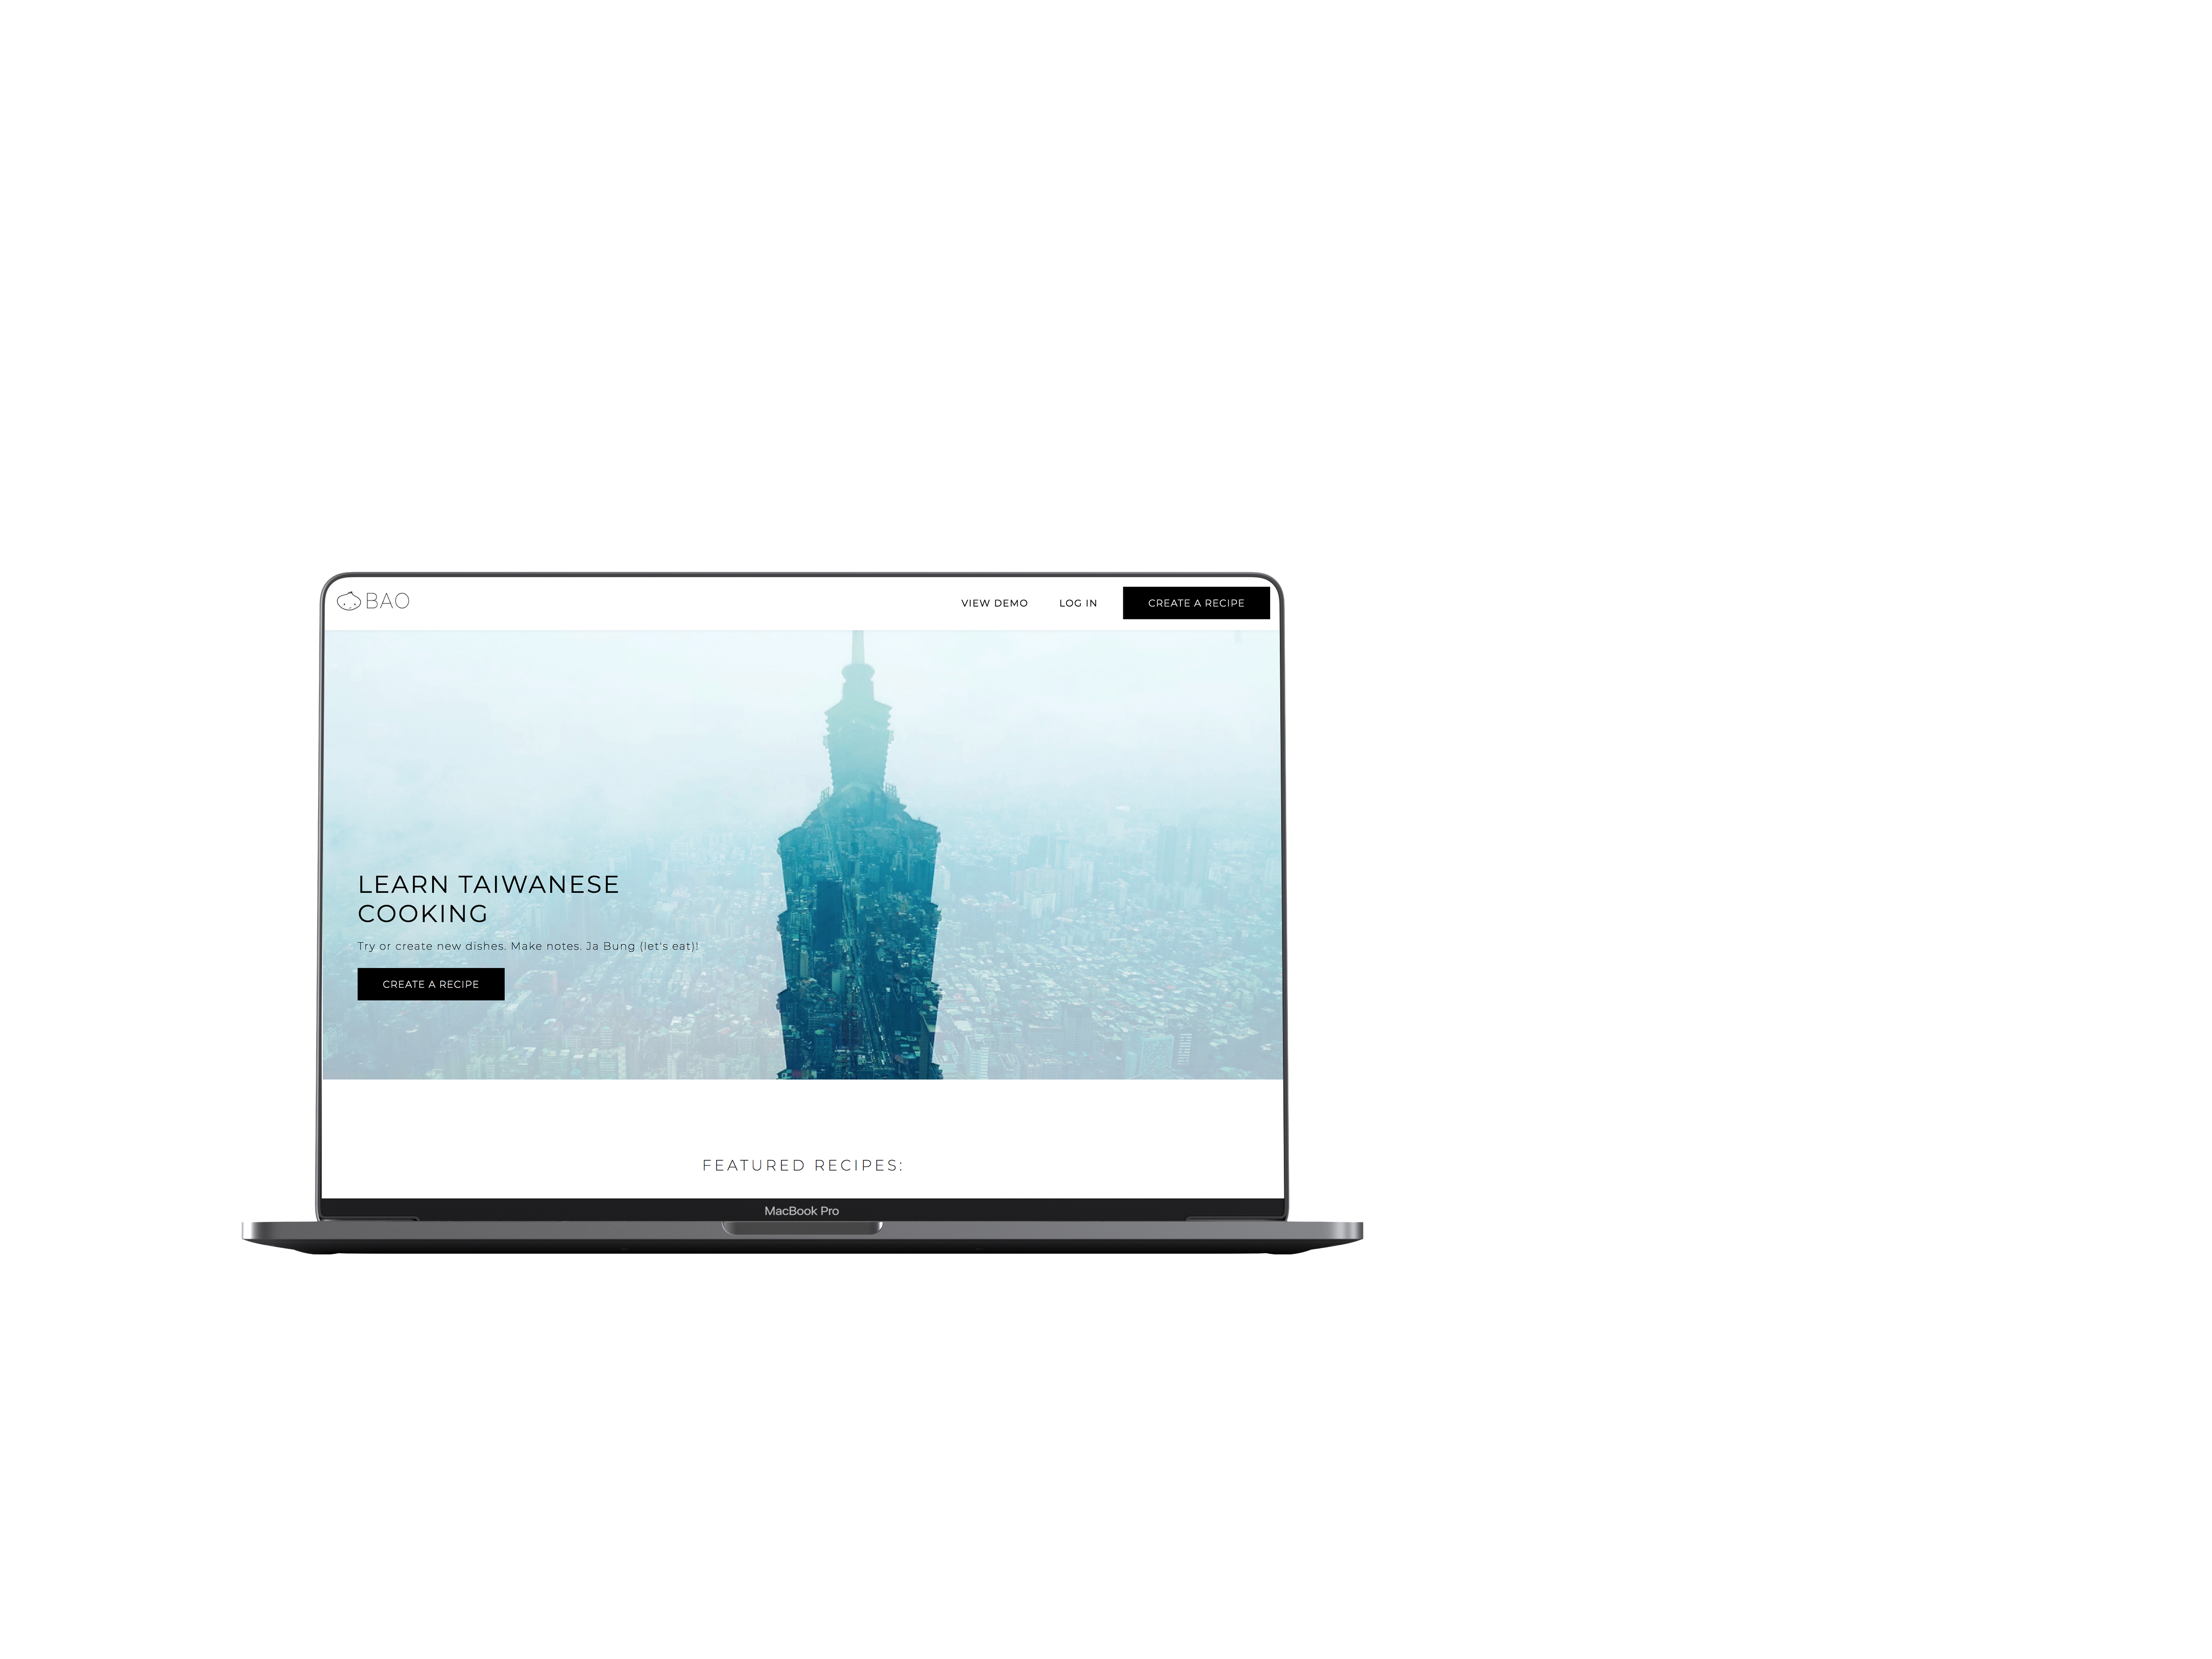 BAO
VIEW DEMO
LOG IN
CREATE A RECIPE
LEARN TAIWANESE
COOKING
Try or create new dishes. Make notes. Ja Bung (let's eat)!
CREATE A RECIPE
FEATURED RECIPES:
MacBook Pro